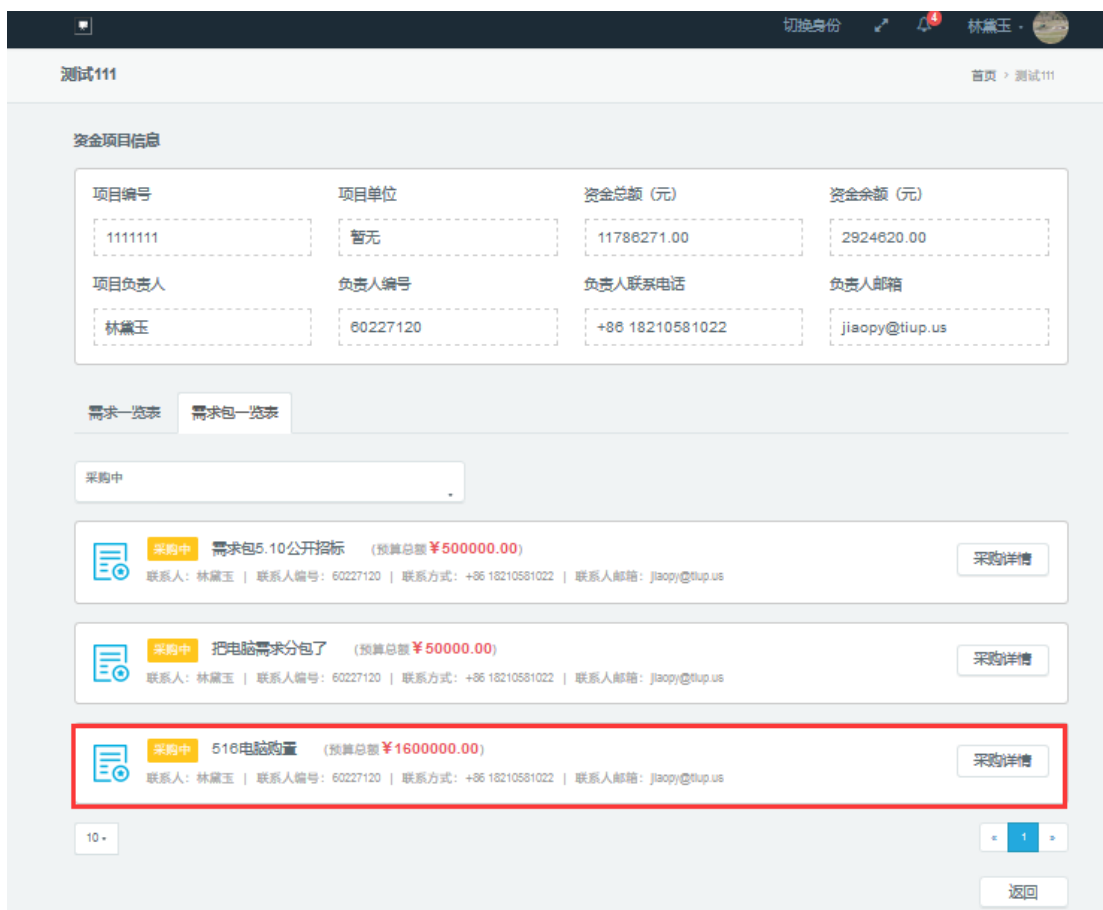 切换身份 4 林黛玉
测试111 首页 > 测试111
资金项目信息
项目编号 项目单位 资金总额（元） 资金余额（元）
1111111 暂无 11786271.00 2924620.00
项目负责人 负责人编号 负责人联系电话 负责人邮箱
林黛玉 60227120 +86 18210581022 jiaopy@tiup.us
需求一览表 需求包一览表
采购中
采购中 需求包5.10公开招标 （预算总额￥500000.00） 采购详情
联系人：林黛玉 | 联系人编号：60227120 | 联系方式：+86 18210581022 | 联系人邮箱：jiaopy@tiup.us
采购中 把电脑需求分包了 （预算总额￥50000.00） 采购详情
联系人：林黛玉 | 联系人编号：60227120 | 联系方式：+86 18210581022 | 联系人邮箱：jiaopy@tiup.us
采购中 516电脑购置 （预算总额￥1600000.00） 采购详情
联系人：林黛玉 | 联系人编号：60227120 | 联系方式：+86 18210581022 | 联系人邮箱：jiaopy@tiup.us
10 « 1 »
返回